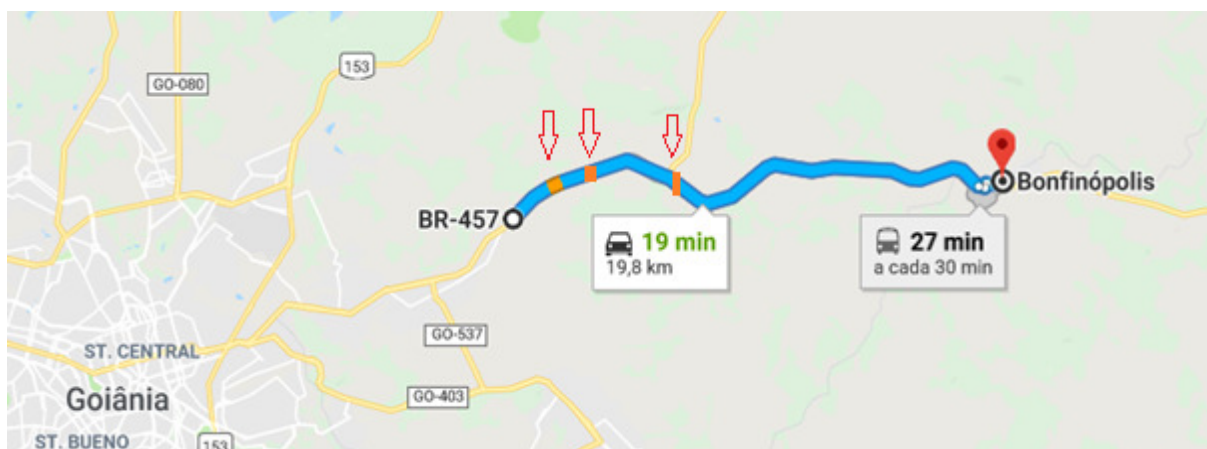 153
GO-080
BR-457
19 min
19,8 km
27 min
a cada 30 min
Bonfinópolis
GO-537
ST. CENTRAL
Goiânia
GO-403
ST. BUENO
153